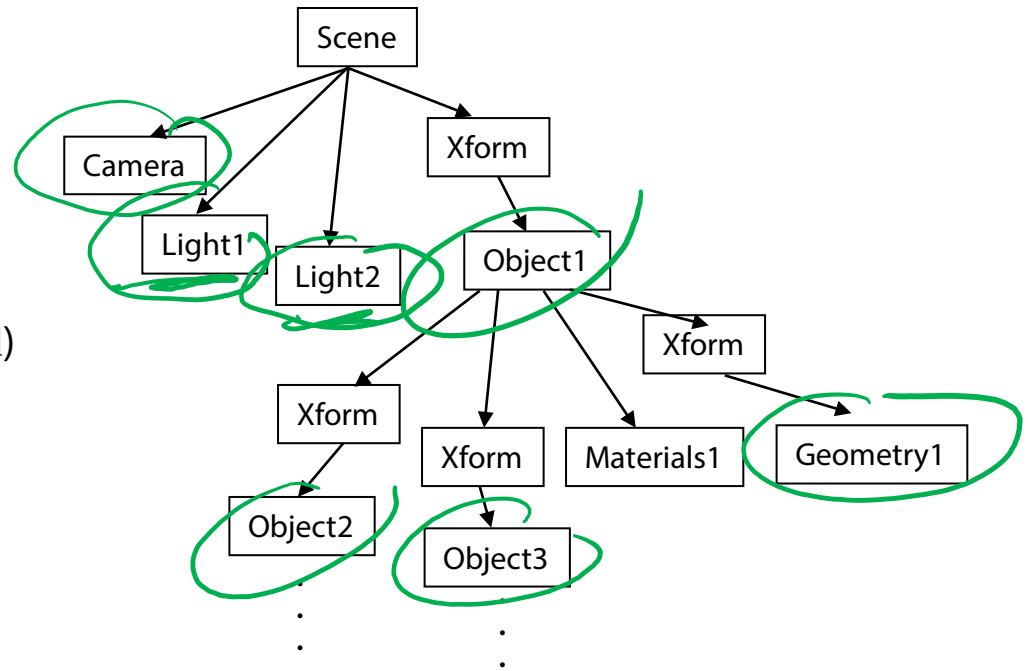 Scene
Camera
Xform
Light1
Light2
Object1
Xform
Xform
Xform
Materials1
Geometry1
Object2
Object3